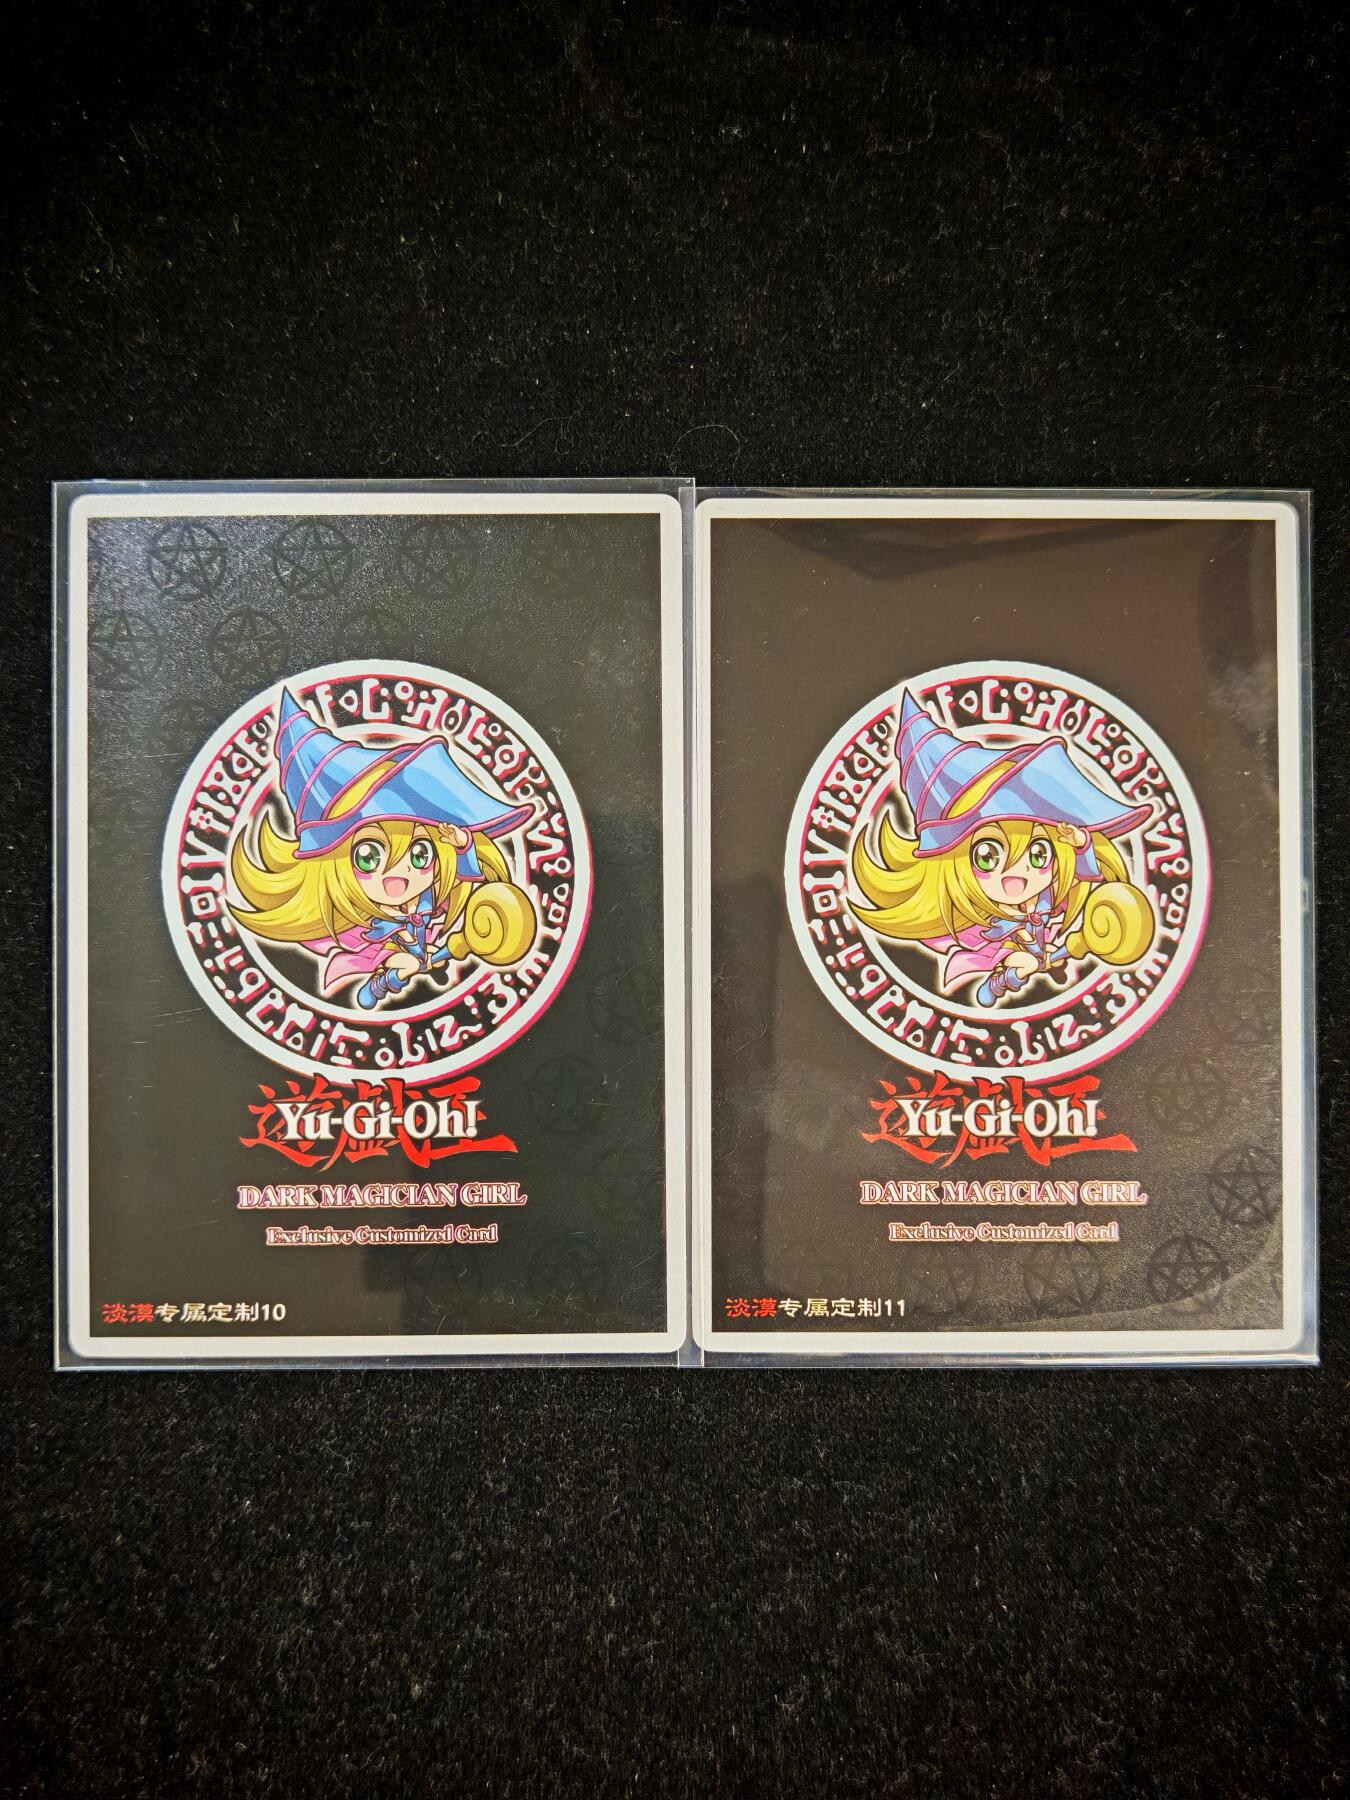 遊戯王
Yu-Gi-Oh!
DARK MAGICIAN GIRL
Exclusive Customized Card
淡漠专属定制10
遊戯王
Yu-Gi-Oh!
DARK MAGICIAN GIRL
Exclusive Customized Card
淡漠专属定制11